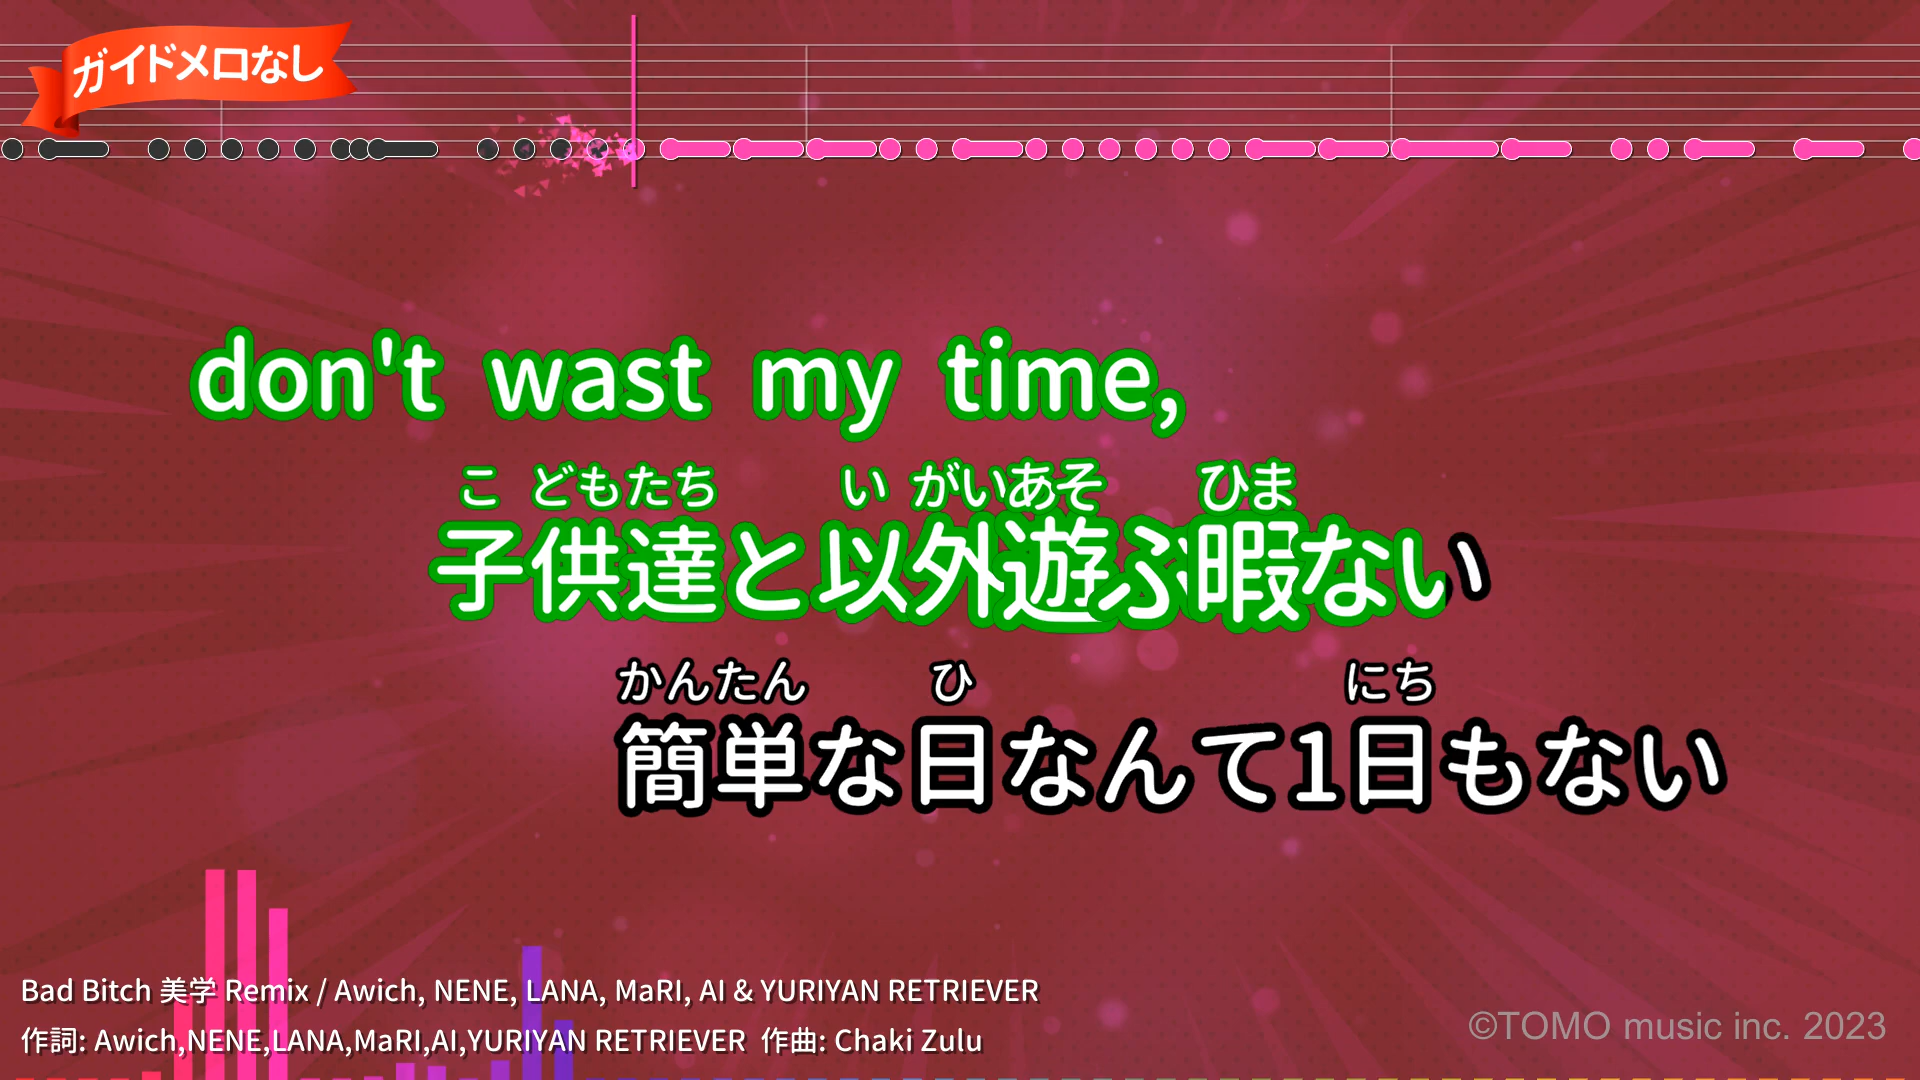 ガイドメロなし
don't wast my time,
こ どもたち い がいあそ ひま
子供達と以外遊ぶ暇ない
かんたん ひ にち
簡単な日なんて1日もない
Bad Bitch 美学 Remix / Awich, NENE, LANA, MaRI, AI & YURIYAN RETRIEVER
作詞: Awich,NENE,LANA,MaRI,AI,YURIYAN RETRIEVER 作曲: Chaki Zulu
©TOMO music inc. 2023